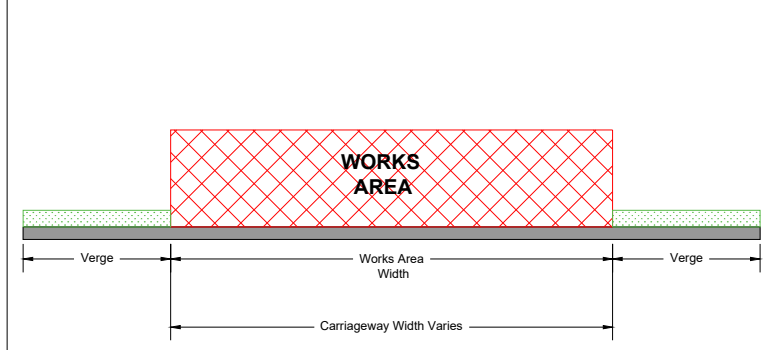 WORKS
AREA
Verge
Works Area
Width
Verge
Carriageway Width Varies